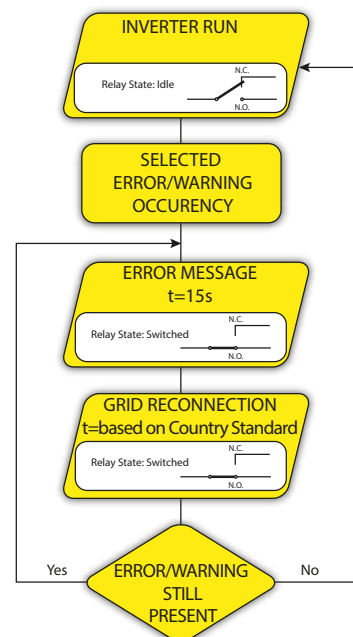 INVERTER RUN
N.C.
Relay State: Idle
N.O.
SELECTED
ERROR/WARNING
OCCURENCY
ERROR MESSAGE
t=15s
N.C.
Relay State: Switched
N.O.
GRID RECONNECTION
t=based on Country Standard
N.C.
Relay State: Switched
N.O.
Yes
ERROR/WARNING
No
STILL
PRESENT